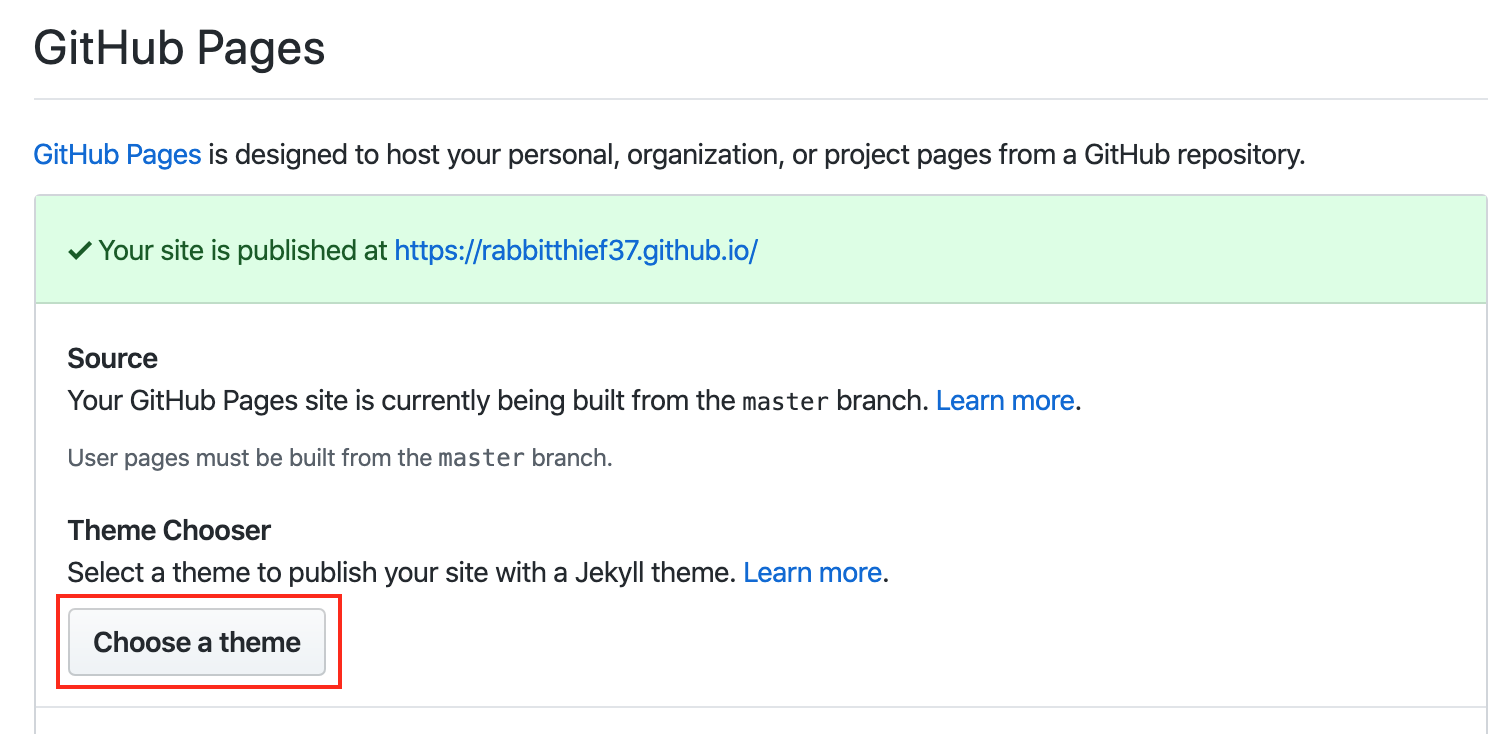 GitHub Pages
GitHub Pages is designed to host your personal, organization, or project pages from a GitHub repository.
Your site is published at https://rabbitthief37.github.io/
Source
Your GitHub Pages site is currently being built from the master branch. Learn more.
User pages must be built from the master branch.
Theme Chooser
Select a theme to publish your site with a Jekyll theme. Learn more.
Choose a theme